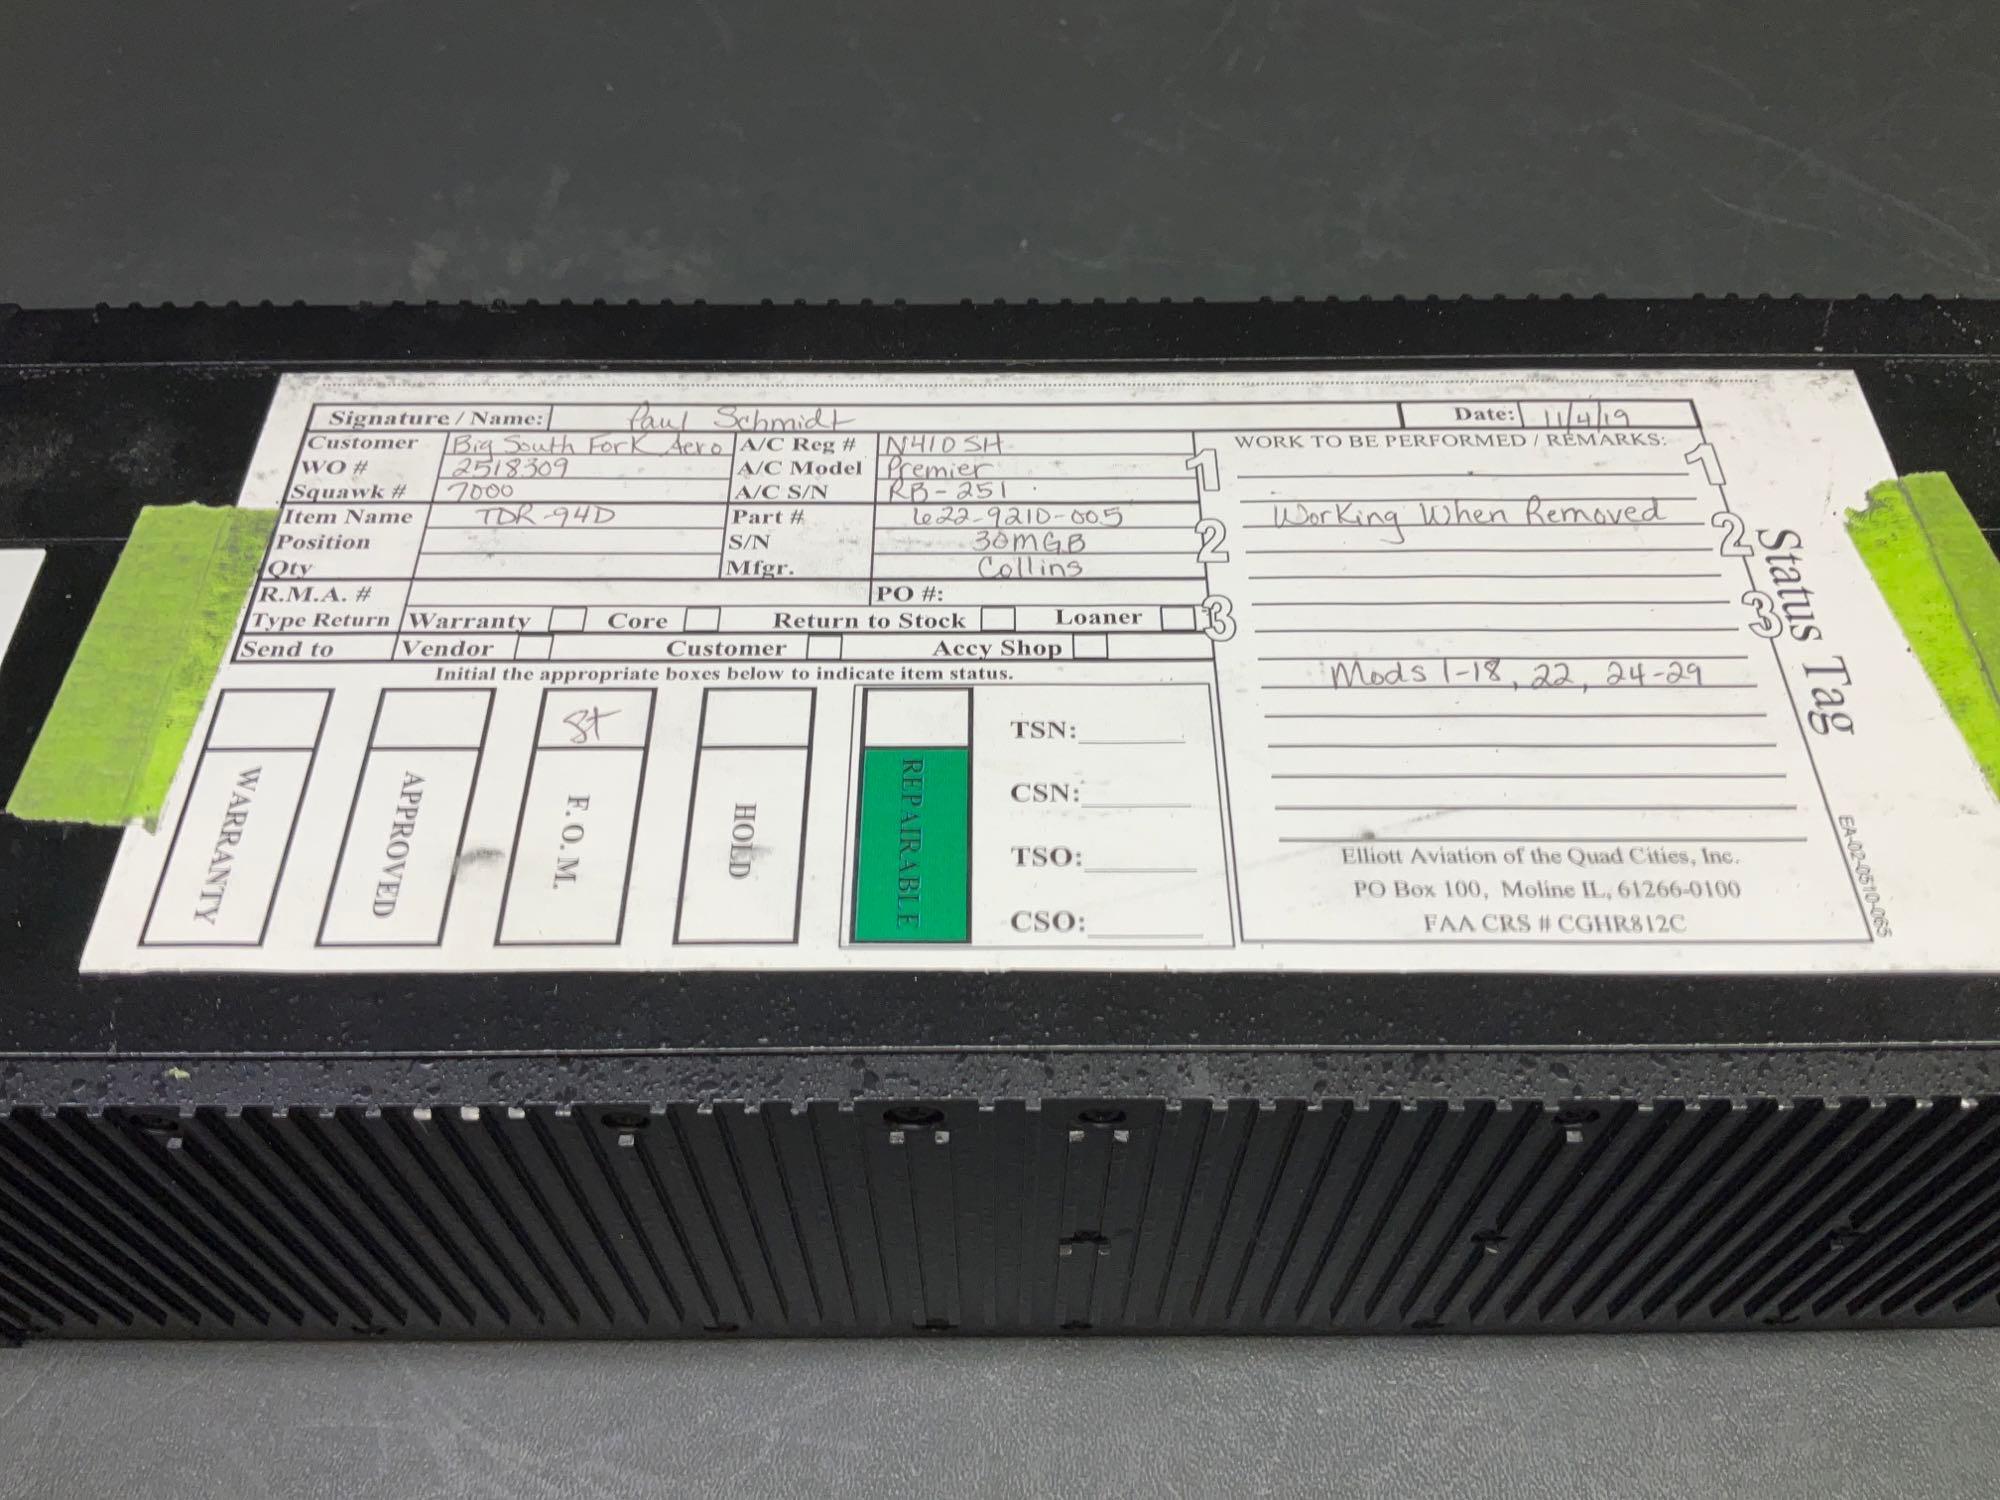 Signature / Name: Paul Schmidt Date: 11/4/19
Customer Big South Fork Aero A/C Reg # N410SH
WO # 2518309 A/C Model Premier
Squawk # 7000 A/C S/N RB-251
Item Name TDR-94D Part # 622-9210-005
Position S/N 30MGB
Qty Mfgr. Collins
R.M.A. # PO #:
Type Return Warranty Core Return to Stock Loaner
Send to Vendor Customer Accy Shop
Initial the appropriate boxes below to indicate item status.
WARRANTY
APPROVED
F. O. M.
HOLD
REPAIRABLE
TSN:
CSN:
TSO:
CSO:
1
2
3
WORK TO BE PERFORMED / REMARKS:
Working When Removed
Mods 1-18, 22, 24-29
Elliott Aviation of the Quad Cities, Inc.
PO Box 100, Moline IL, 61266-0100
FAA CRS # CGHR812C
1
2
3
Status Tag
EA-02-0510-065